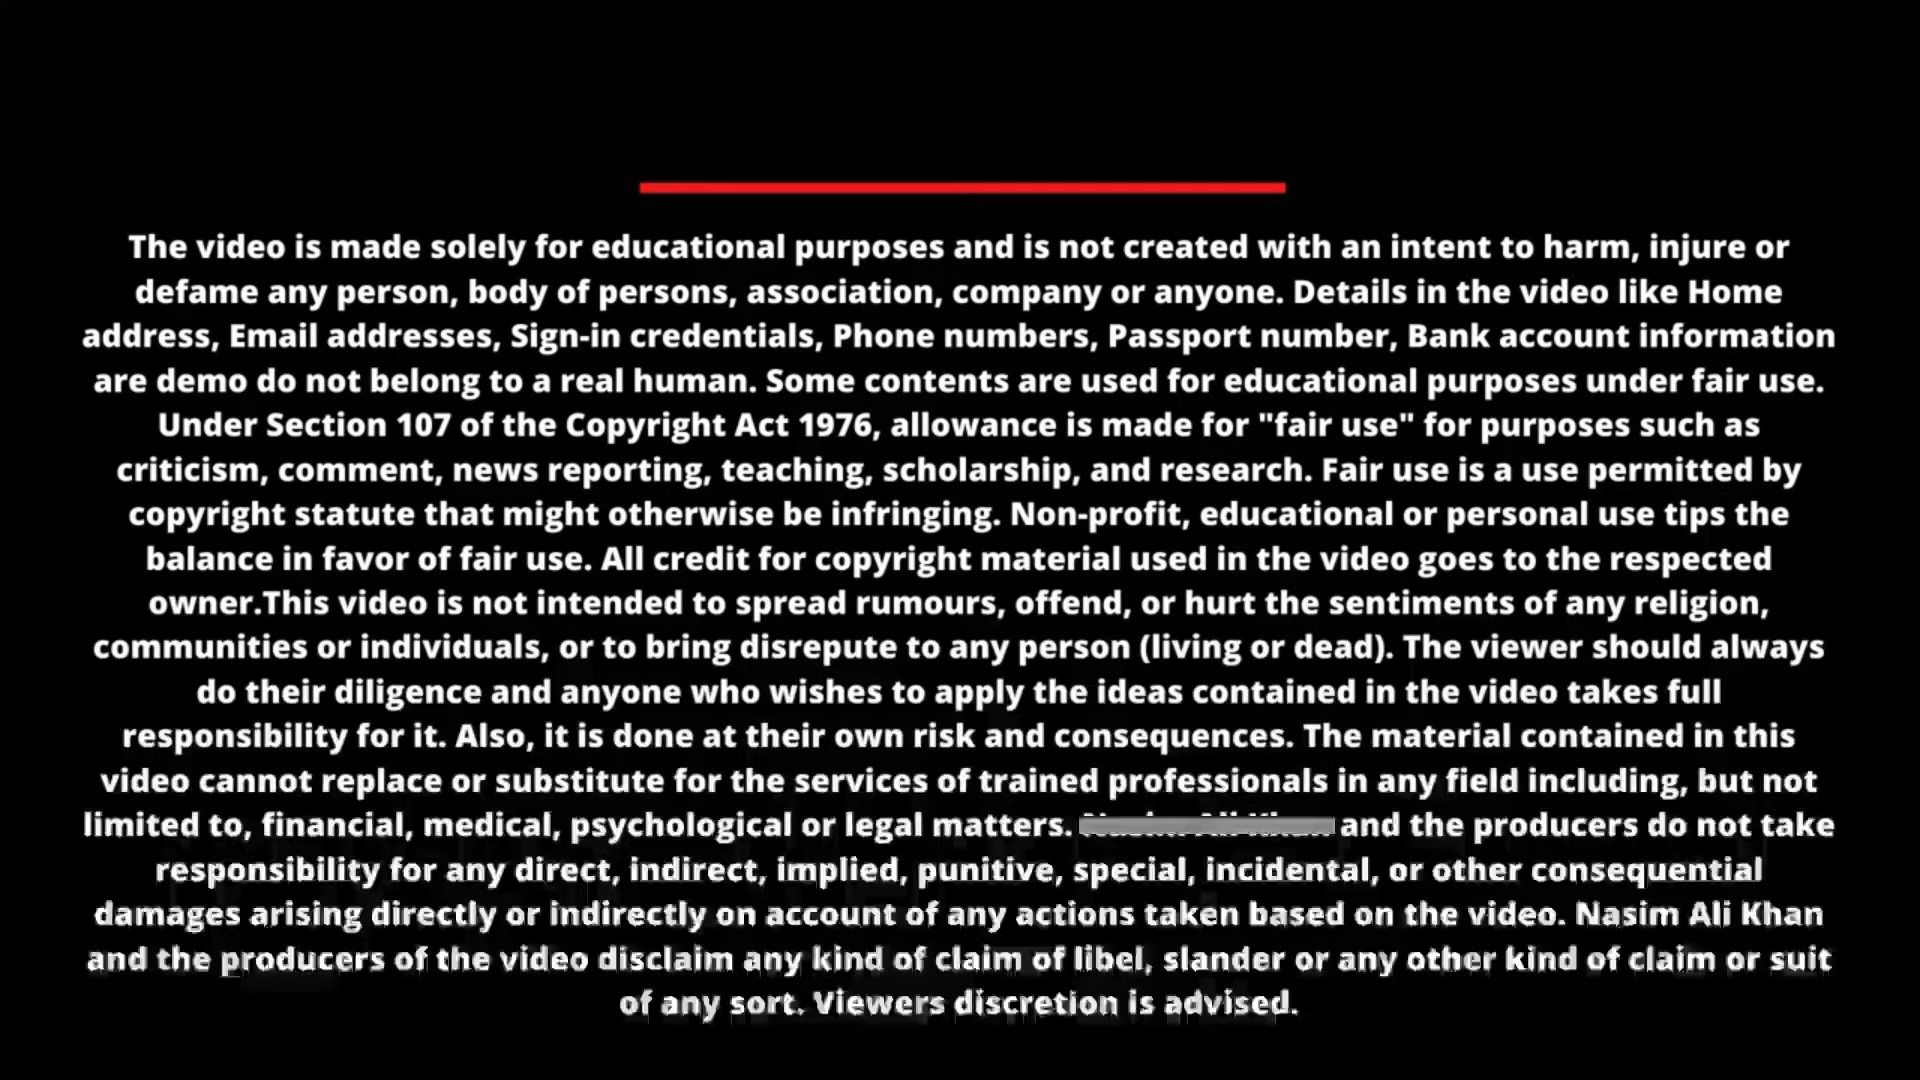 The video is made solely for educational purposes and is not created with an intent to harm, injure or
defame any person, body of persons, association, company or anyone. Details in the video like Home
address, Email addresses, Sign-in credentials, Phone numbers, Passport number, Bank account information
are demo do not belong to a real human. Some contents are used for educational purposes under fair use.
Under Section 107 of the Copyright Act 1976, allowance is made for "fair use" for purposes such as
criticism, comment, news reporting, teaching, scholarship, and research. Fair use is a use permitted by
copyright statute that might otherwise be infringing. Non-profit, educational or personal use tips the
balance in favor of fair use. All credit for copyright material used in the video goes to the respected
owner.This video is not intended to spread rumours, offend, or hurt the sentiments of any religion,
communities or individuals, or to bring disrepute to any person (living or dead). The viewer should always
do their diligence and anyone who wishes to apply the ideas contained in the video takes full
responsibility for it. Also, it is done at their own risk and consequences. The material contained in this
video cannot replace or substitute for the services of trained professionals in any field including, but not
limited to, financial, medical, psychological or legal matters. and the producers do not take
responsibility for any direct, indirect, implied, punitive, special, incidental, or other consequential
damages arising directly or indirectly on account of any actions taken based on the video. Nasim Ali Khan
and the producers of the video disclaim any kind of claim of libel, slander or any other kind of claim or suit
of any sort. Viewers discretion is advised.